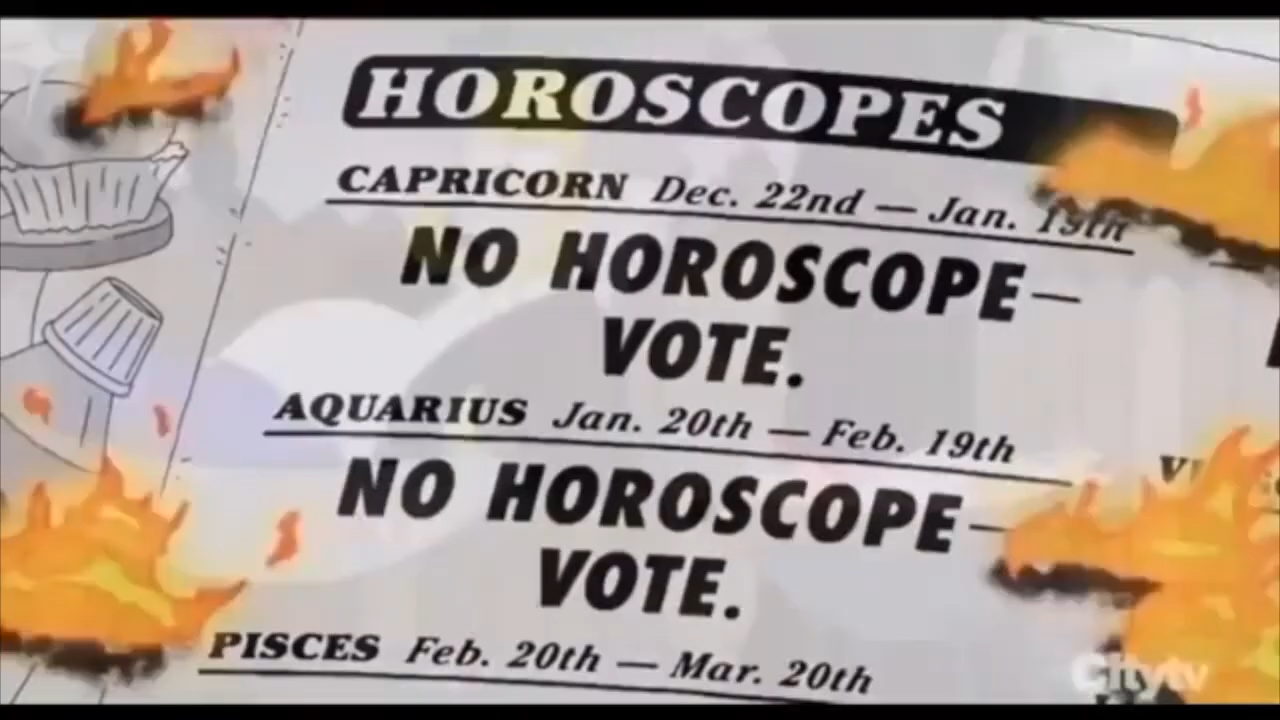 HOROSCOPES
CAPRICORN Dec. 22nd — Jan. 19th
NO HOROSCOPE—
VOTE.
AQUARIUS Jan. 20th — Feb. 19th
NO HOROSCOPE—
VOTE.
PISCES Feb. 20th — Mar. 20th
Citytv